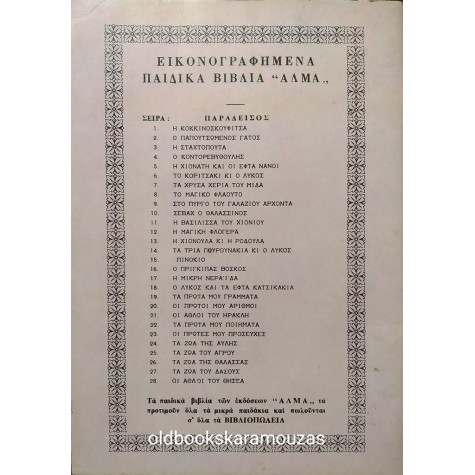 ΕΙΚΟΝΟΓΡΑΦΗΜΕΝΑ
ΠΑΙΔΙΚΑ ΒΙΒΛΙΑ "ΑΛΜΑ„
ΣΕΙΡΑ: ΠΑΡΑΔΕΙΣΟΣ
1. Η ΚΟΚΚΙΝΟΣΚΟΥΦΙΤΣΑ
2. Ο ΠΑΠΟΥΤΣΩΜΕΝΟΣ ΓΑΤΟΣ
3. Η ΣΤΑΚΤΟΠΟΥΤΑ
4. Ο ΚΟΝΤΟΡΕΒΥΘΟΥΛΗΣ
5. Η ΧΙΟΝΑΤΗ ΚΑΙ ΟΙ ΕΦΤΑ ΝΑΝΟΙ
6. ΤΟ ΚΟΡΙΤΣΑΚΙ ΚΙ Ο ΛΥΚΟΣ
7. ΤΑ ΧΡΥΣΑ ΧΕΡΙΑ ΤΟΥ ΜΙΔΑ
8. ΤΟ ΜΑΓΙΚΟ ΦΛΑΟΥΤΟ
9. ΣΤΟ ΠΥΡΓΟ ΤΟΥ ΓΑΛΑΖΙΟΥ ΑΡΧΟΝΤΑ
10. ΣΕΒΑΧ Ο ΘΑΛΑΣΣΙΝΟΣ
11. Η ΒΑΣΙΛΙΣΣΑ ΤΟΥ ΧΙΟΝΙΟΥ
12. Η ΜΑΓΙΚΗ ΦΛΟΓΕΡΑ
13. Η ΧΙΟΝΟΥΛΑ ΚΙ Η ΡΟΔΟΥΛΑ
14. ΤΑ ΤΡΙΑ ΓΟΥΡΟΥΝΑΚΙΑ ΚΙ Ο ΛΥΚΟΣ
15. ΠΙΝΟΚΙΟ
16. Ο ΠΡΙΓΚΙΠΑΣ ΒΟΣΚΟΣ
17. Η ΜΙΚΡΗ ΝΕΡΑ·Ι·ΔΑ
18. Ο ΛΥΚΟΣ ΚΑΙ ΤΑ ΕΦΤΑ ΚΑΤΣΙΚΑΚΙΑ
19. ΤΑ ΠΡΩΤΑ ΜΟΥ ΓΡΑΜΜΑΤΑ
20. ΟΙ ΠΡΩΤΟΙ ΜΟΥ ΑΡΙΘΜΟΙ
21. ΟΙ ΑΘΛΟΙ ΤΟΥ ΗΡΑΚΛΗ
22. ΤΑ ΠΡΩΤΑ ΜΟΥ ΠΟΙΗΜΑΤΑ
23. ΟΙ ΠΡΩΤΕΣ ΜΟΥ ΠΡΟΣΕΥΧΕΣ
24. ΤΑ ΖΩΑ ΤΗΣ ΑΥΛΗΣ
25. ΤΑ ΖΩΑ ΤΟΥ ΑΓΡΟΥ
26. ΤΑ ΖΩΑ ΤΗΣ ΘΑΛΑΣΣΑΣ
27. ΤΑ ΖΩΑ ΤΟΥ ΔΑΣΟΥΣ
28. ΟΙ ΑΘΛΟΙ ΤΟΥ ΘΗΣΕΑ
Τὰ παιδικὰ βιβλία τῶν ἐκδόσεων "ΑΛΜΑ„ τὰ
προτιμοῦν ὅλα τὰ μικρὰ παιδάκια καὶ πωλοῦνται
σ' ὅλα τὰ ΒΙΒΛΙΟΠΩΛΕΙΑ
oldbookskaramouzas